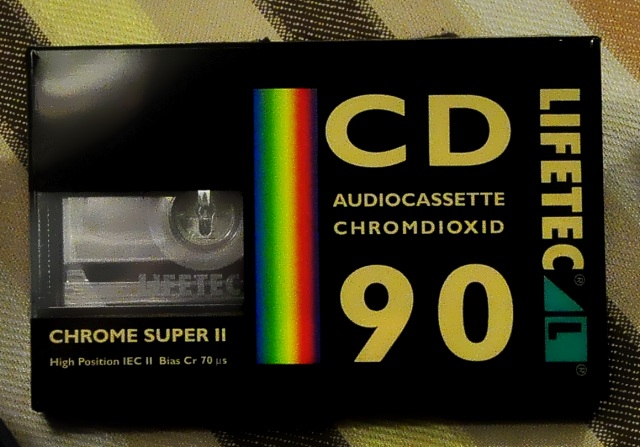 CD
AUDIOCASSETTE
CHROMDIOXID
90
LIFETEC®
L®
LIFETEC
CHROME SUPER II
High Position IEC II Bias Cr 70 µs